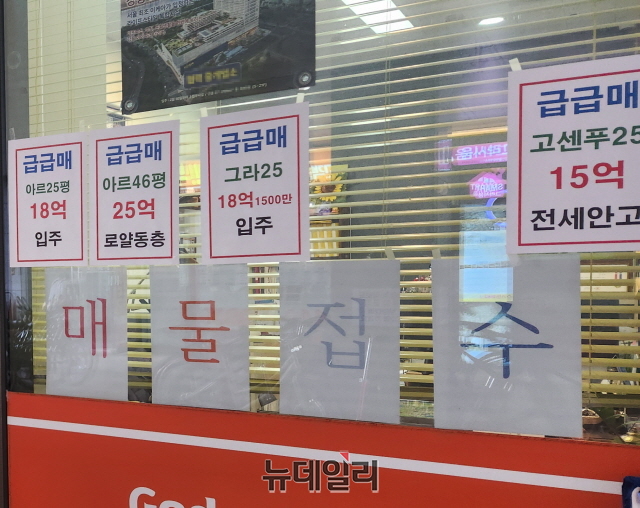 급급매
아르25평
18억
입주
급급매
아르46평
25억
로얄동층
급급매
그라25
18억1500만
입주
급급매
고센푸25
15억
전세안고
매 물 접 수
뉴데일리
God